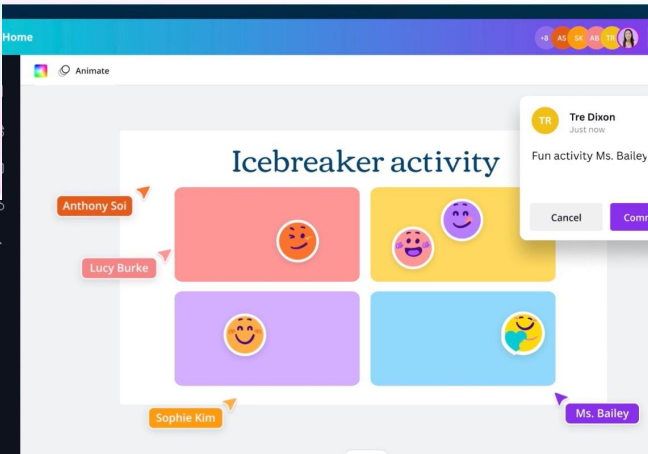 Home
+8 AS SK AB TR
Animate
TR
Tre Dixon
Just now
Fun activity Ms. Bailey
Cancel
Icebreaker activity
Anthony Soi
Lucy Burke
Sophie Kim
Ms. Bailey